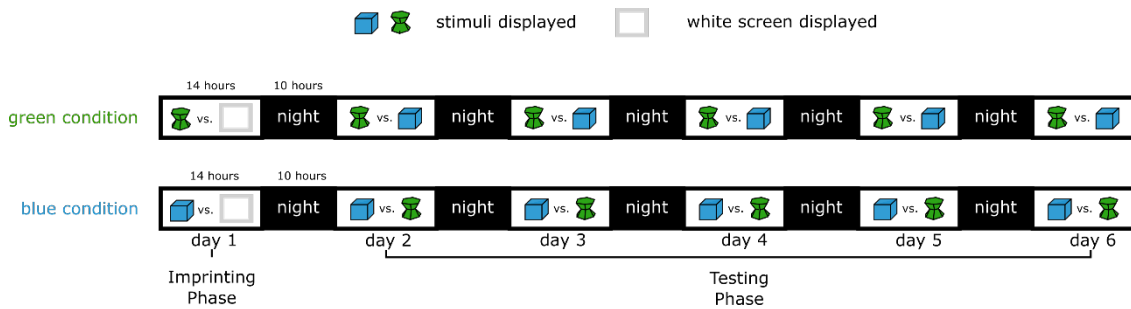 stimuli displayed white screen displayed
14 hours 10 hours
green condition vs. night vs. night vs. night vs. night vs. night vs.
14 hours 10 hours
blue condition vs. night vs. night vs. night vs. night vs. night vs.
day 1 day 2 day 3 day 4 day 5 day 6
Imprinting Testing
Phase Phase